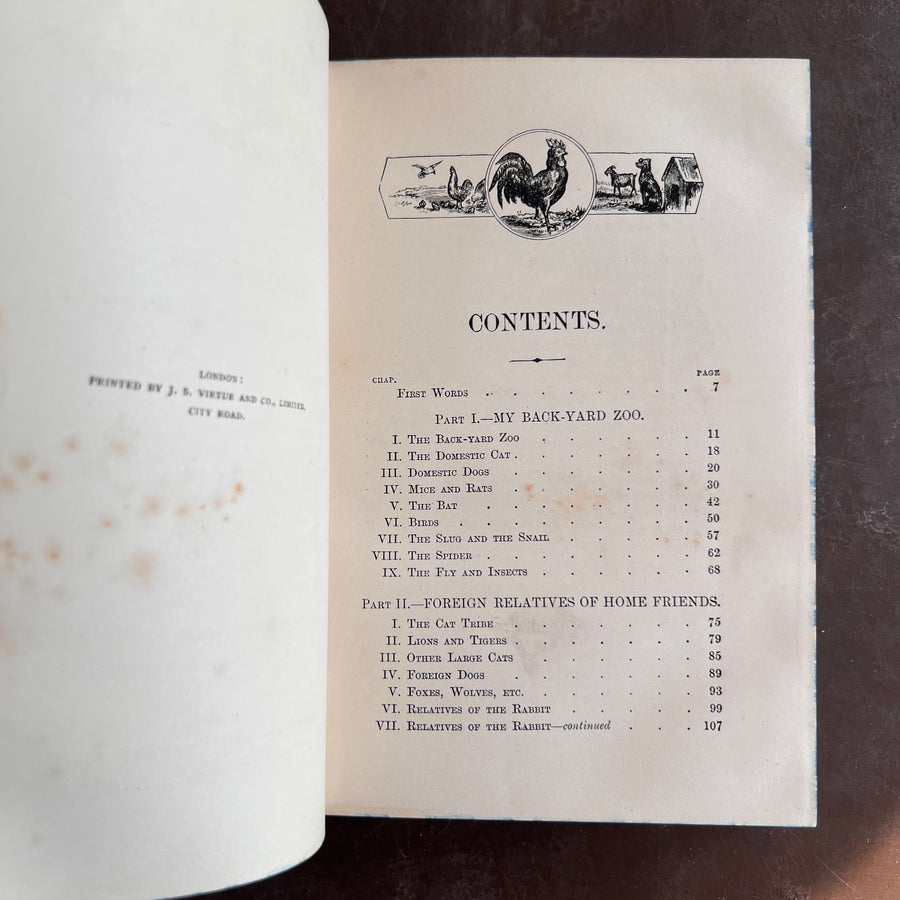 LONDON:
PRINTED BY J. S. VIRTUE AND CO., LIMITED.
CITY ROAD.
CONTENTS.
CHAP. PAGE
FIRST WORDS . . . . . . . . 7
PART I.—MY BACK-YARD ZOO.
I. THE BACK-YARD ZOO . . . . . . 11
II. THE DOMESTIC CAT . . . . . . . 18
III. DOMESTIC DOGS . . . . . . . 20
IV. MICE AND RATS . . . . . . . 30
V. THE BAT . . . . . . . . 42
VI. BIRDS . . . . . . . . . 50
VII. THE SLUG AND THE SNAIL . . . . . 57
VIII. THE SPIDER . . . . . . . . 62
IX. THE FLY AND INSECTS . . . . . . 68
PART II.—FOREIGN RELATIVES OF HOME FRIENDS.
I. THE CAT TRIBE . . . . . . . 75
II. LIONS AND TIGERS . . . . . . . 79
III. OTHER LARGE CATS . . . . . . 85
IV. FOREIGN DOGS . . . . . . 89
V. FOXES, WOLVES, ETC. . . . . . . 93
VI. RELATIVES OF THE RABBIT . . . . . 99
VII. RELATIVES OF THE RABBIT—continued . . . 107